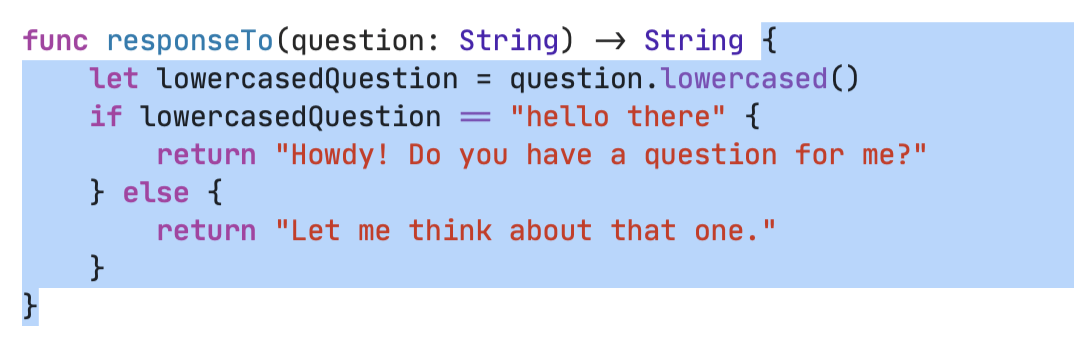 func responseTo(question: String) -> String {
    let lowercasedQuestion = question.lowercased()
    if lowercasedQuestion == "hello there" {
        return "Howdy! Do you have a question for me?"
    } else {
        return "Let me think about that one."
    }
}